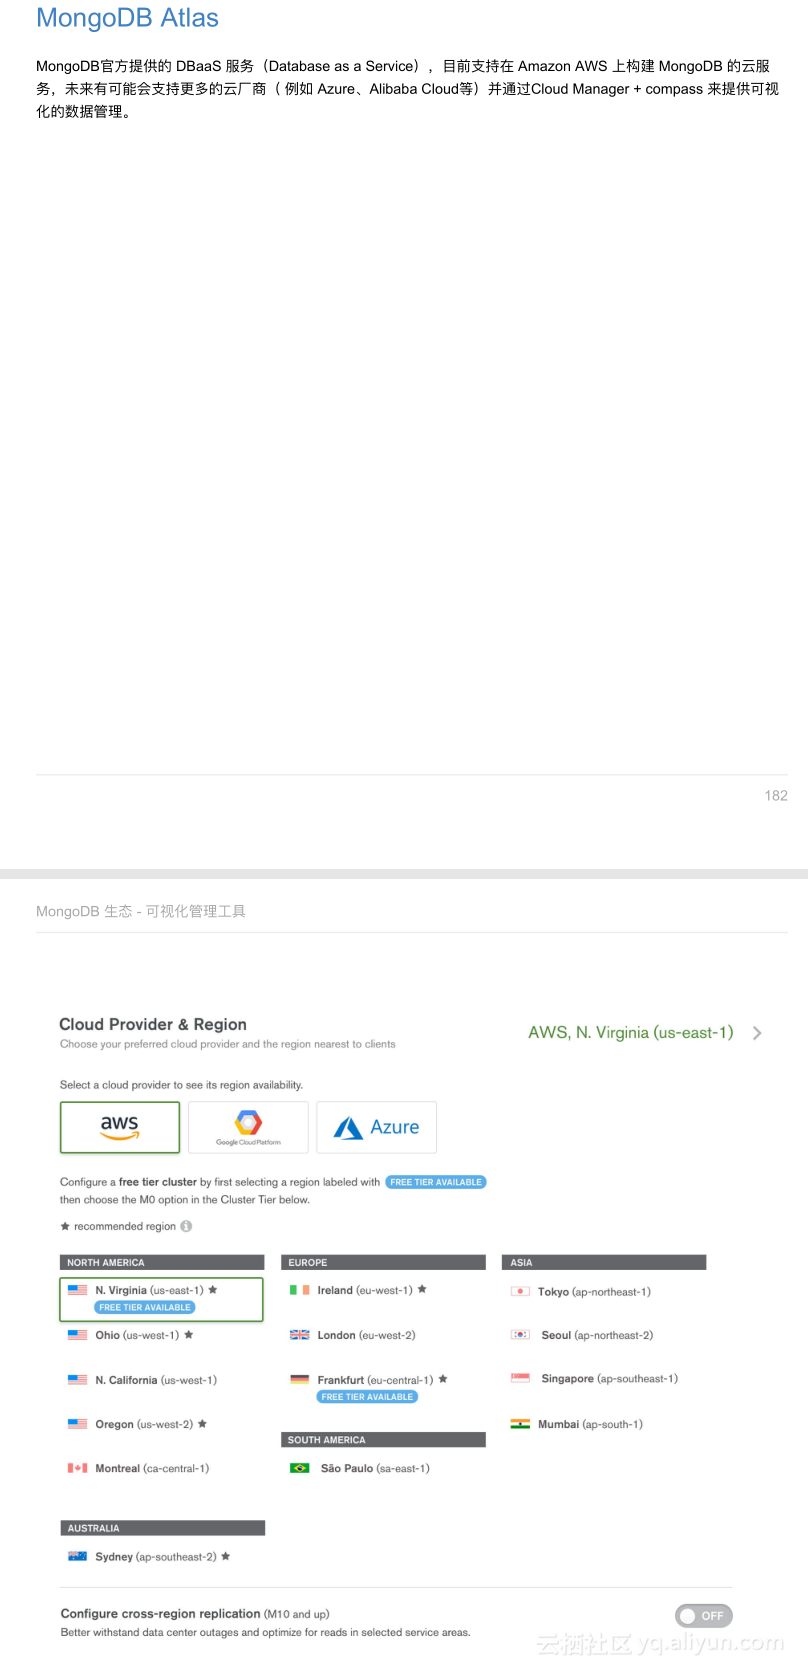 MongoDB Atlas
MongoDB官方提供的 DBaaS 服务（Database as a Service），目前支持在 Amazon AWS 上构建 MongoDB 的云服
务，未来有可能会支持更多的云厂商（ 例如 Azure、Alibaba Cloud等）并通过Cloud Manager + compass 来提供可视
化的数据管理。
182
MongoDB 生态 - 可视化管理工具
Cloud Provider & Region
AWS, N. Virginia (us-east-1)
Choose your preferred cloud provider and the region nearest to clients
Select a cloud provider to see its region availability.
aws
Google Cloud Platform
Azure
Configure a free tier cluster by first selecting a region labeled with FREE TIER AVAILABLE
then choose the M0 option in the Cluster Tier below.
★ recommended region i
NORTH AMERICA
N. Virginia (us-east-1) ★
FREE TIER AVAILABLE
Ohio (us-west-1) ★
N. California (us-west-1)
Oregon (us-west-2) ★
Montreal (ca-central-1)
EUROPE
Ireland (eu-west-1) ★
London (eu-west-2)
Frankfurt (eu-central-1) ★
FREE TIER AVAILABLE
SOUTH AMERICA
São Paulo (sa-east-1)
ASIA
Tokyo (ap-northeast-1)
Seoul (ap-northeast-2)
Singapore (ap-southeast-1)
Mumbai (ap-south-1)
AUSTRALIA
Sydney (ap-southeast-2) ★
Configure cross-region replication (M10 and up)
OFF
Better withstand data center outages and optimize for reads in selected service areas.
云栖社区 yq.aliyun.com